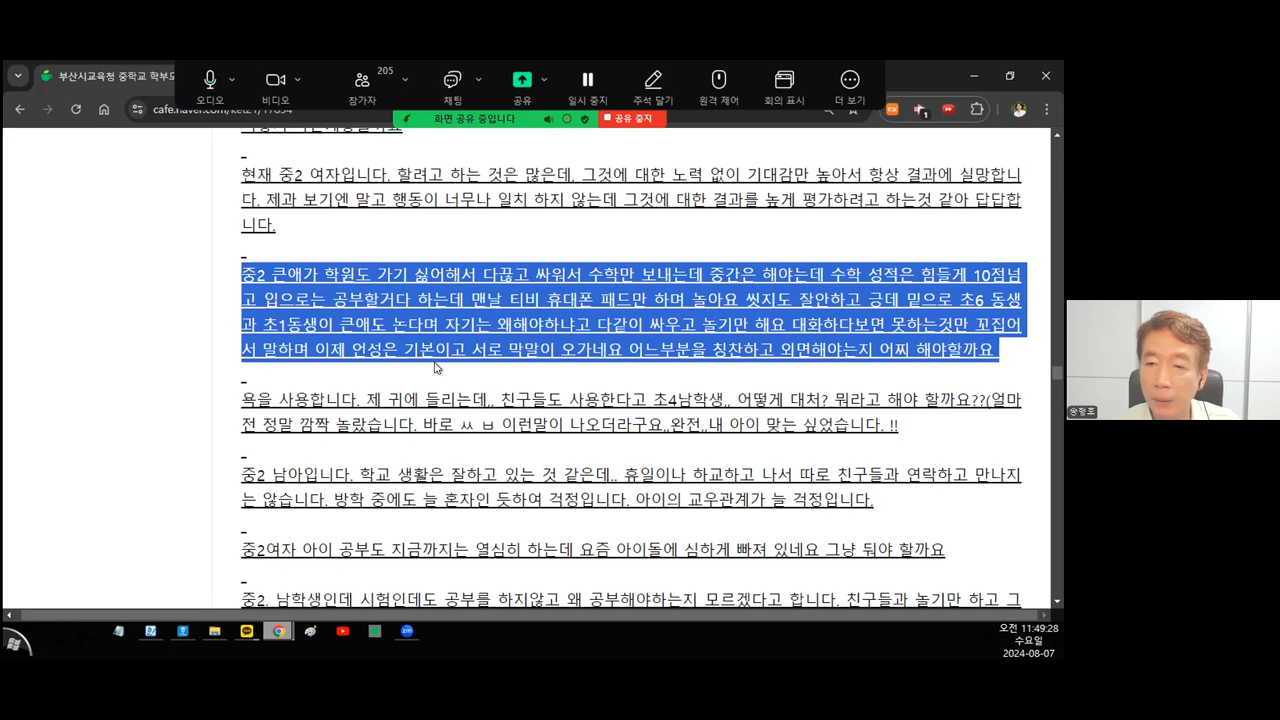 부산시교육청 중학교 학부모
205
오디오
비디오
참가자
채팅
공유
일시 중지
주석 달기
원격 제어
회의 표시
더 보기
화면 공유 중입니다
공유 중지
현재 중2 여자입니다. 할려고 하는 것은 많은데, 그것에 대한 노력 없이 기대감만 높아서 항상 결과에 실망합니
다. 제과 보기엔 말고 행동이 너무나 일치 하지 않는데 그것에 대한 결과를 높게 평가하려고 하는것 같아 답답합
니다.
중2 큰애가 학원도 가기 싫어해서 다끊고 싸워서 수학만 보내는데 중간은 해야는데 수학 성적은 힘들게 10점넘
고 입으로는 공부할거다 하는데 맨날 티비 휴대폰 패드만 하며 놀아요 씻지도 잘안하고 긍데 밑으로 초6 동생
과 초1동생이 큰애도 논다며 자기는 왜해야하냐고 다같이 싸우고 놀기만 해요 대화하다보면 못하는것만 꼬집어
서 말하며 이제 언성은 기본이고 서로 막말이 오가네요 어느부분을 칭찬하고 외면해야는지 어찌 해야할까요
욕을 사용합니다. 제 귀에 들리는데,, 친구들도 사용한다고 초4남학생,, 어떻게 대처? 뭐라고 해야 할까요??(얼마
전 정말 깜짝 놀랐습니다. 바로 ㅆ ㅂ 이런말이 나오더라구요,,완전,,내 아이 맞는 싶었습니다. !!
중2 남아입니다. 학교 생활은 잘하고 있는 것 같은데.. 휴일이나 하교하고 나서 따로 친구들과 연락하고 만나지
는 않습니다. 방학 중에도 늘 혼자인 듯하여 걱정입니다. 아이의 교우관계가 늘 걱정입니다.
중2여자 아이 공부도 지금까지는 열심히 하는데 요즘 아이돌에 심하게 빠져 있네요 그냥 둬야 할까요
중2. 남학생인데 시험인데도 공부를 하지않고 왜 공부해야하는지 모르겠다고 합니다. 친구들과 놀기만 하고 그
오전 11:49:28
수요일
2024-08-07
송형호